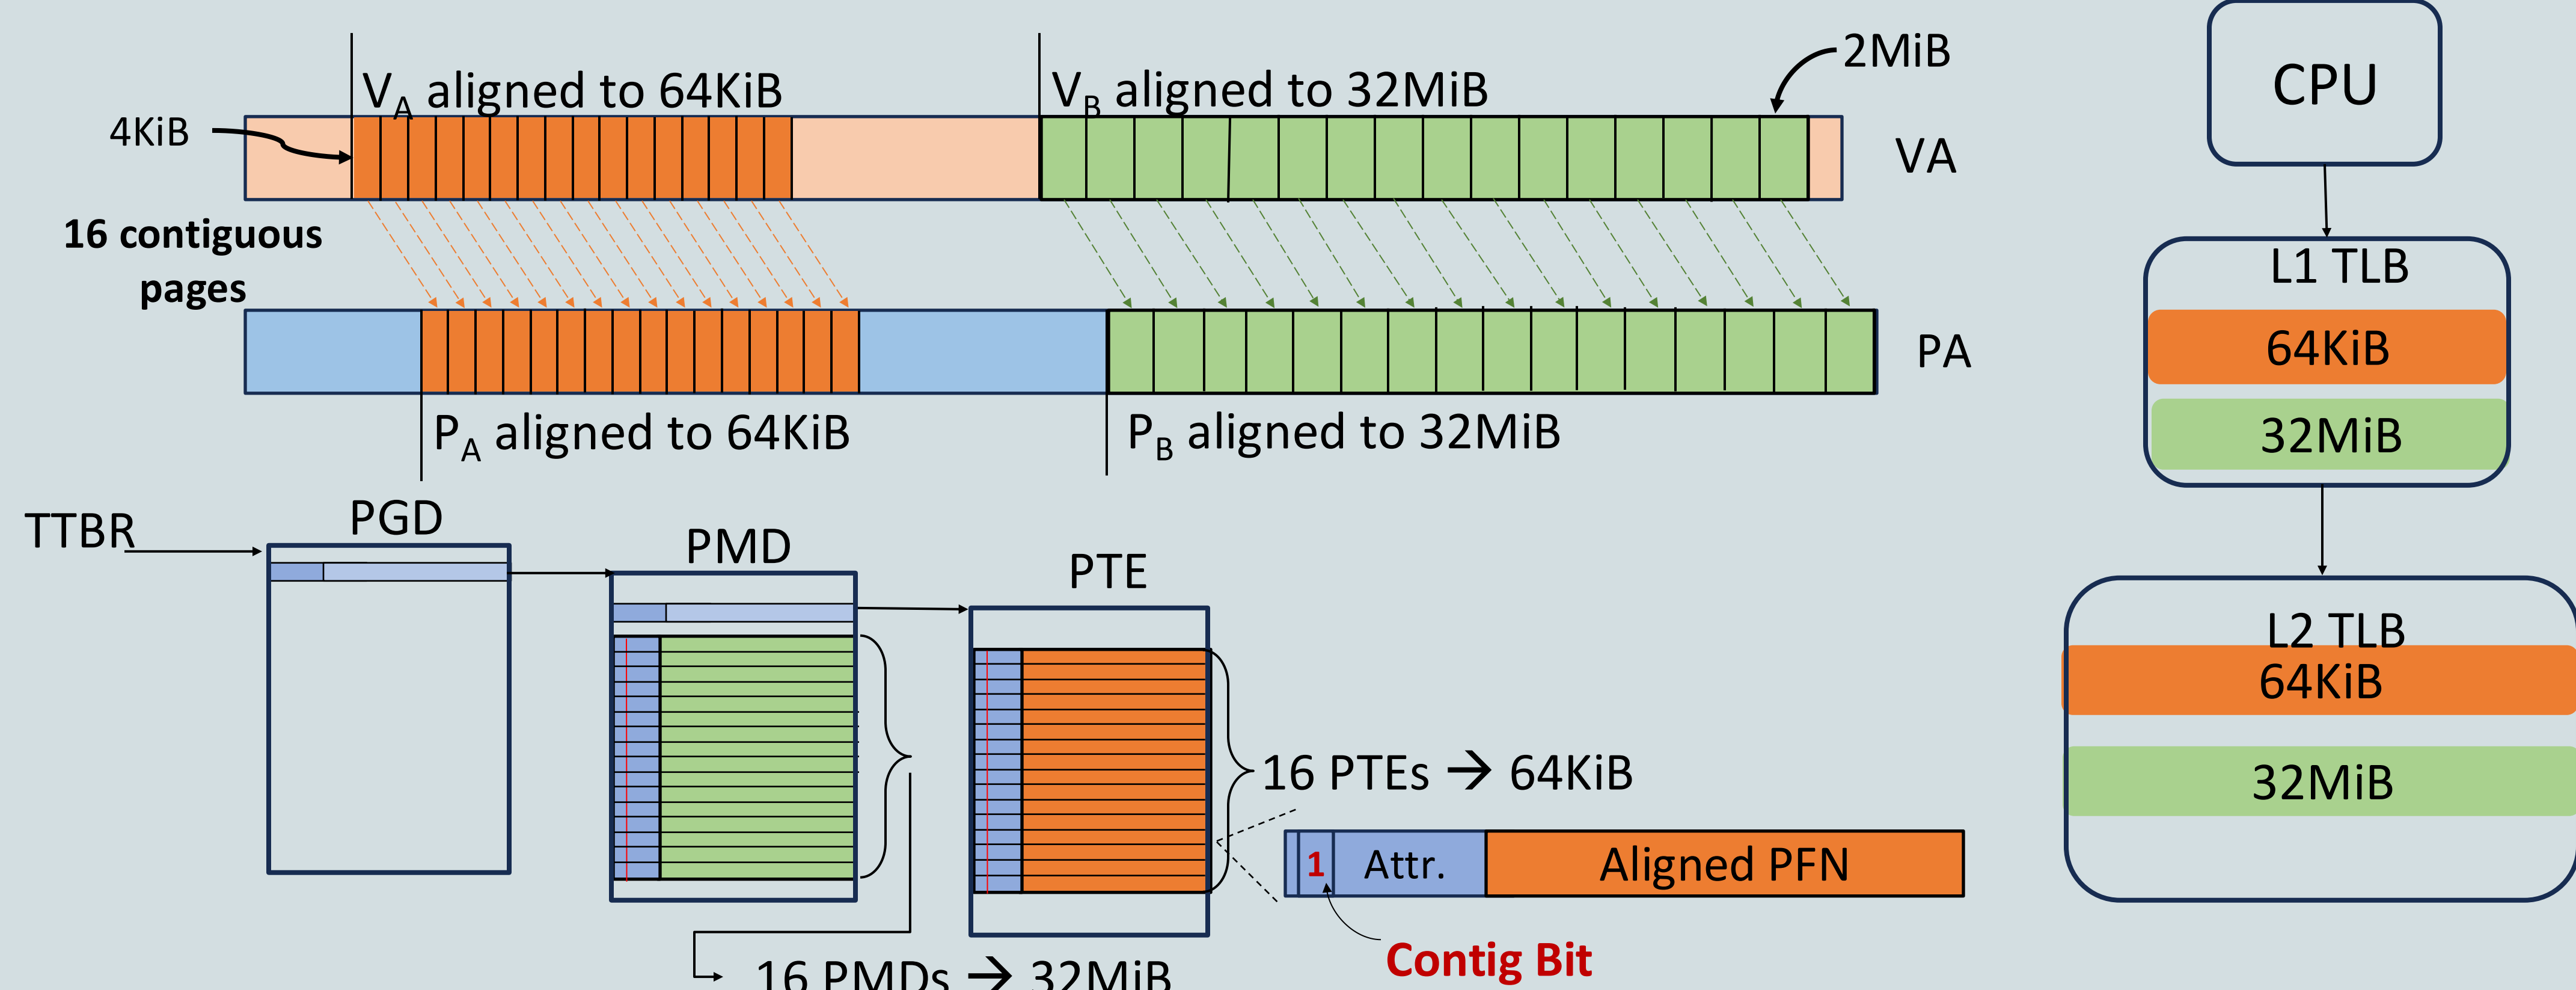 2MiB
CPU
V_A aligned to 64KiB
V_B aligned to 32MiB
4KiB
VA
16 contiguous
pages
L1 TLB
64KiB
PA
32MiB
P_A aligned to 64KiB
P_B aligned to 32MiB
TTBR
PGD
PMD
PTE
L2 TLB
64KiB
16 PTEs → 64KiB
32MiB
1 Attr. Aligned PFN
Contig Bit
16 PMDs → 32MiB